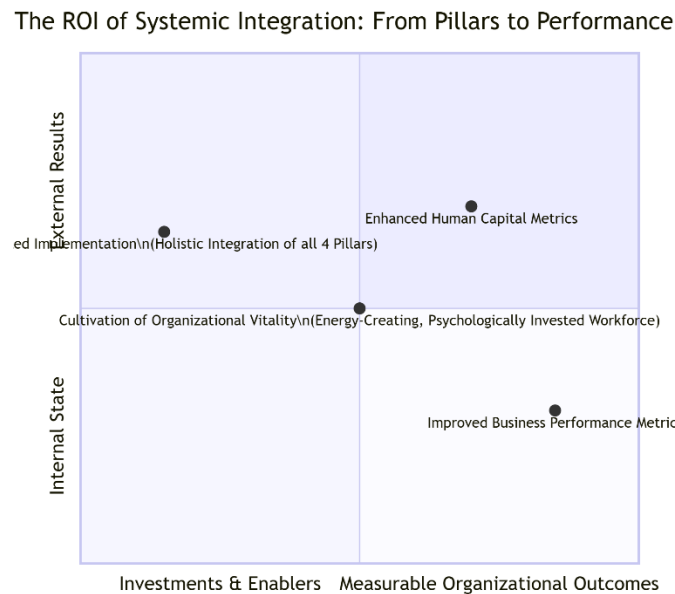 The ROI of Systemic Integration: From Pillars to Performance
External Results
Enhanced Human Capital Metrics
ed Implementation\n(Holistic Integration of all 4 Pillars)
Cultivation of Organizational Vitality\n(Energy-Creating, Psychologically Invested Workforce)
Internal State
Improved Business Performance Metric
Investments & Enablers
Measurable Organizational Outcomes